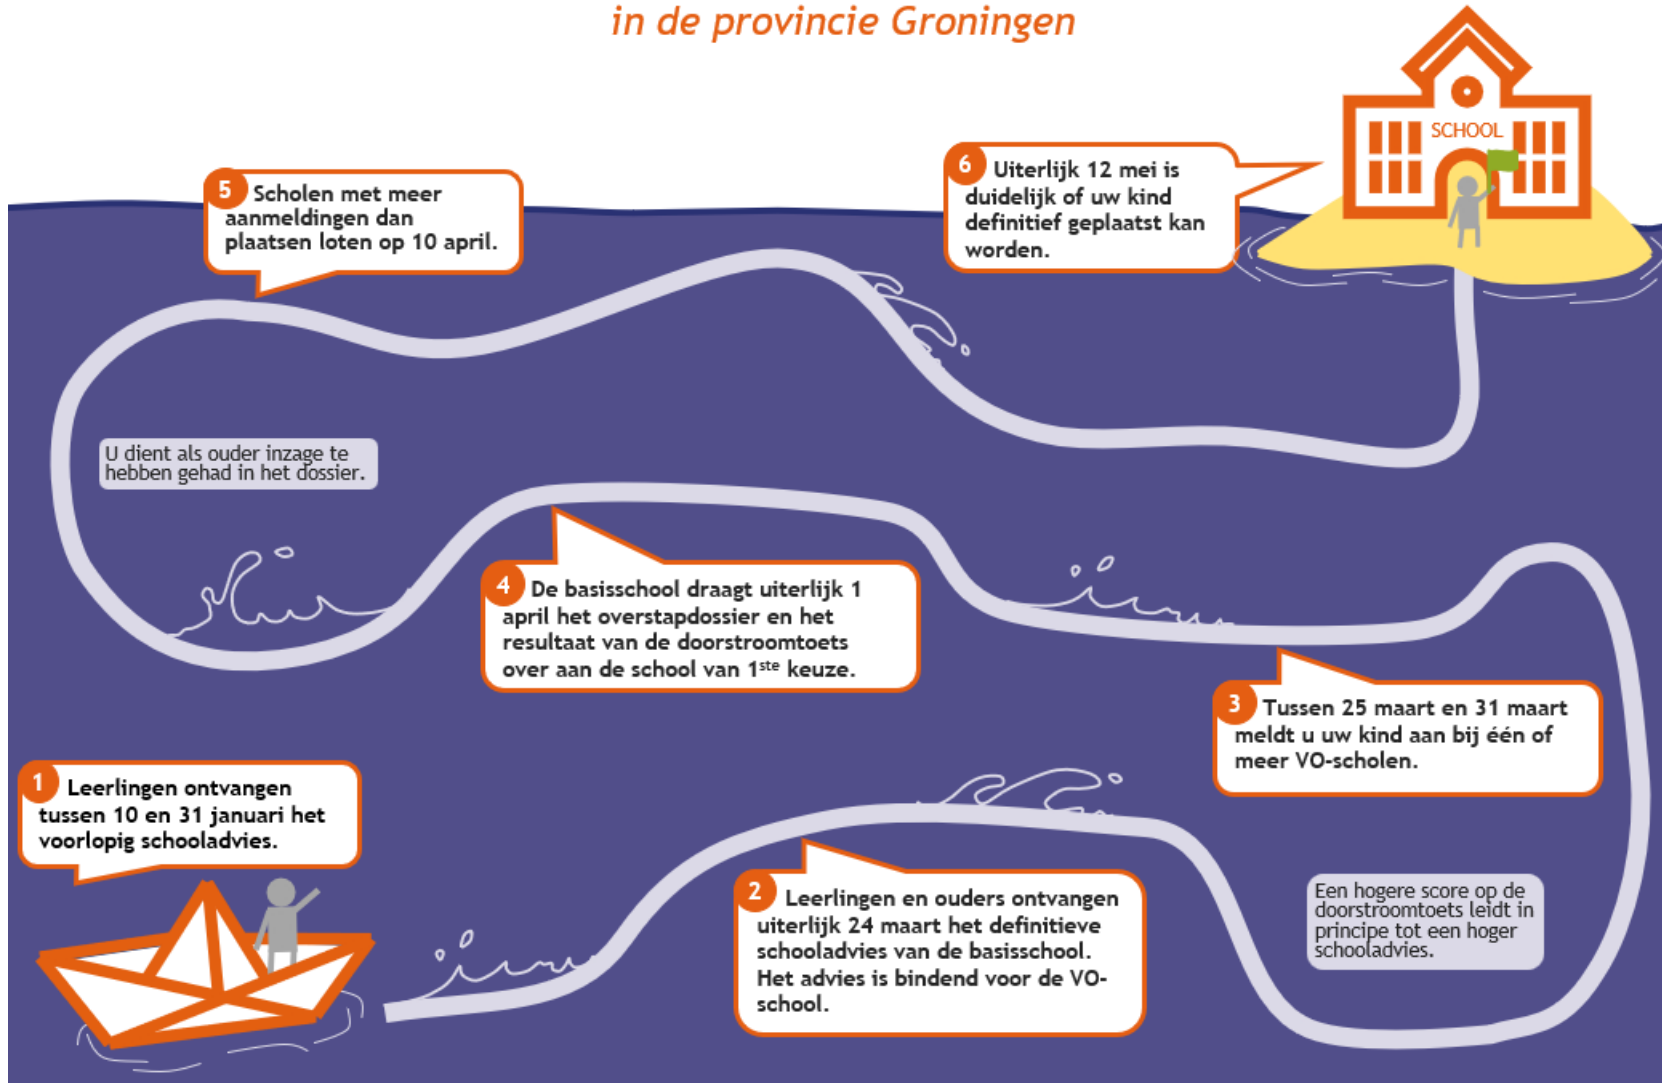 in de provincie Groningen
SCHOOL
5 Scholen met meer
aanmeldingen dan
plaatsen loten op 10 april.
6 Uiterlijk 12 mei is
duidelijk of uw kind
definitief geplaatst kan
worden.
U dient als ouder inzage te
hebben gehad in het dossier.
4 De basisschool draagt uiterlijk 1
april het overstapdossier en het
resultaat van de doorstroomtoets
over aan de school van 1ste keuze.
3 Tussen 25 maart en 31 maart
meldt u uw kind aan bij één of
meer VO-scholen.
1 Leerlingen ontvangen
tussen 10 en 31 januari het
voorlopig schooladvies.
2 Leerlingen en ouders ontvangen
uiterlijk 24 maart het definitieve
schooladvies van de basisschool.
Het advies is bindend voor de VO-
school.
Een hogere score op de
doorstroomtoets leidt in
principe tot een hoger
schooladvies.